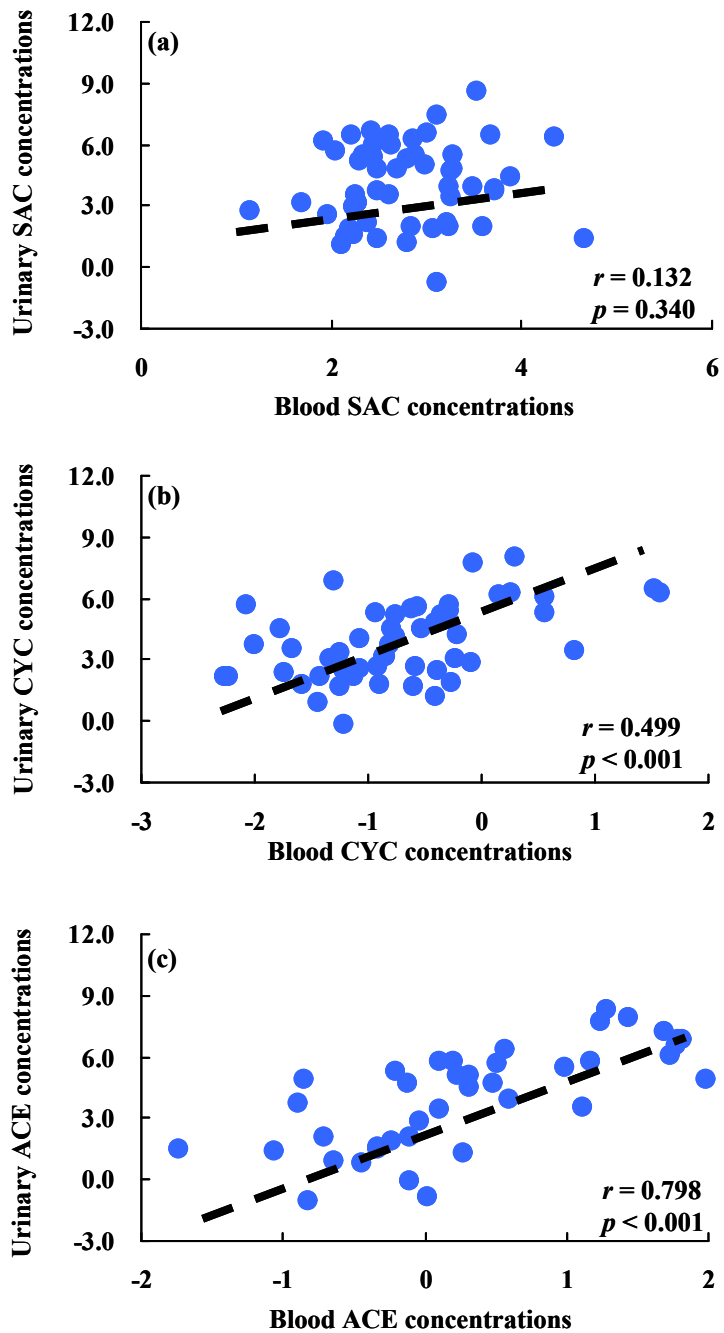 12.0
(a)
9.0
6.0
3.0
0.0
-3.0
Urinary SAC concentrations
r = 0.132
p = 0.340
0 2 4 6
Blood SAC concentrations
12.0
(b)
9.0
6.0
3.0
0.0
-3.0
Urinary CYC concentrations
r = 0.499
p < 0.001
-3 -2 -1 0 1 2
Blood CYC concentrations
12.0
(c)
9.0
6.0
3.0
0.0
-3.0
Urinary ACE concentrations
r = 0.798
p < 0.001
-2 -1 0 1 2
Blood ACE concentrations